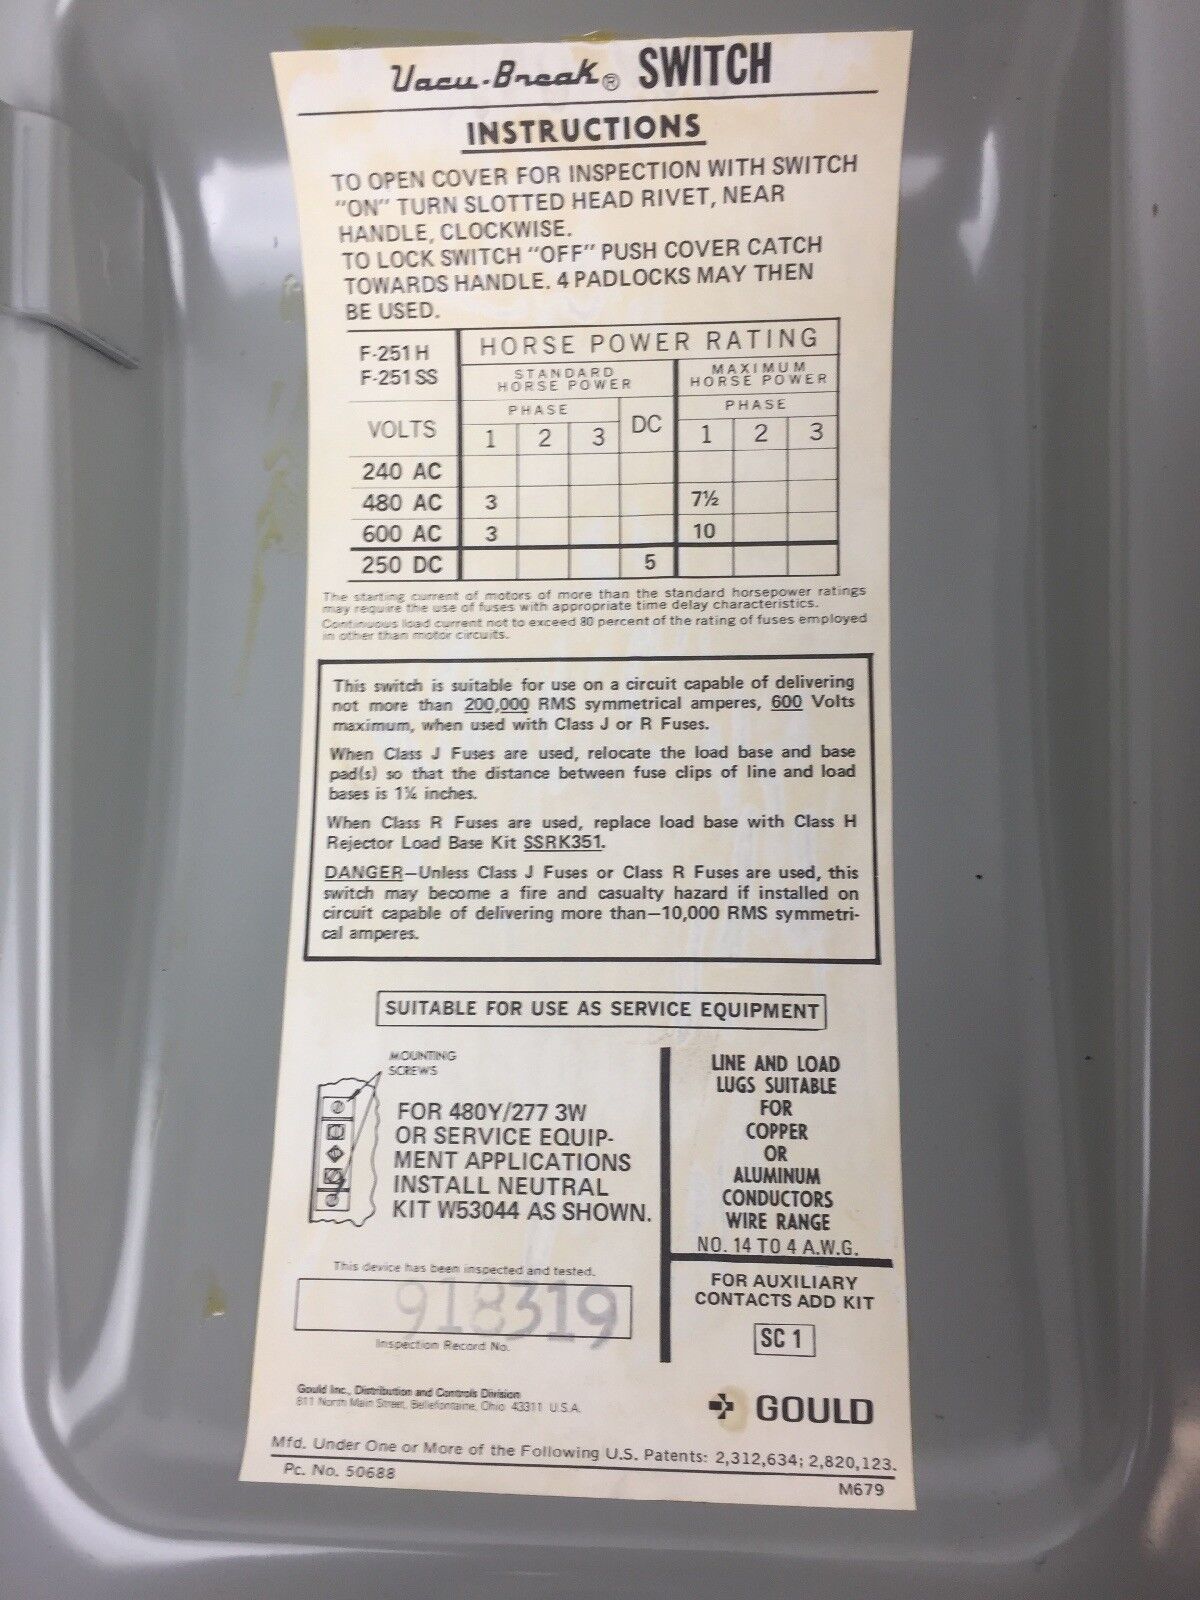 Vacu-Break® SWITCH
INSTRUCTIONS
TO OPEN COVER FOR INSPECTION WITH SWITCH
"ON" TURN SLOTTED HEAD RIVET, NEAR
HANDLE, CLOCKWISE.
TO LOCK SWITCH "OFF" PUSH COVER CATCH
TOWARDS HANDLE. 4 PADLOCKS MAY THEN
BE USED.
F-251 H
F-251 SS
HORSE POWER RATING
STANDARD
HORSE POWER
MAXIMUM
HORSE POWER
VOLTS
PHASE
DC
PHASE
1 2 3 1 2 3
240 AC
480 AC 3 7½
600 AC 3 10
250 DC 5
The starting current of motors of more than the standard horsepower ratings
may require the use of fuses with appropriate time delay characteristics.
Continuous load current not to exceed 80 percent of the rating of fuses employed
in other than motor circuits.
This switch is suitable for use on a circuit capable of delivering
not more than 200,000 RMS symmetrical amperes, 600 Volts
maximum, when used with Class J or R Fuses.
When Class J Fuses are used, relocate the load base and base
pad(s) so that the distance between fuse clips of line and load
bases is 1⅝ inches.
When Class R Fuses are used, replace load base with Class H
Rejector Load Base Kit SSRK351.
DANGER—Unless Class J Fuses or Class R Fuses are used, this
switch may become a fire and casualty hazard if installed on
circuit capable of delivering more than—10,000 RMS symmetri-
cal amperes.
SUITABLE FOR USE AS SERVICE EQUIPMENT
MOUNTING
SCREWS
FOR 480Y/277 3W
OR SERVICE EQUIP-
MENT APPLICATIONS
INSTALL NEUTRAL
KIT W53044 AS SHOWN.
LINE AND LOAD
LUGS SUITABLE
FOR
COPPER
OR
ALUMINUM
CONDUCTORS
WIRE RANGE
NO. 14 TO 4 A.W.G.
This device has been inspected and tested.
918319
Inspection Record No.
FOR AUXILIARY
CONTACTS ADD KIT
SC 1
Gould Inc., Distribution and Controls Division
811 North Main Street, Bellefontaine, Ohio 43311 U.S.A.
GOULD
Mfd. Under One or More of the Following U.S. Patents: 2,312,634; 2,820,123.
Pc. No. 50688
M679